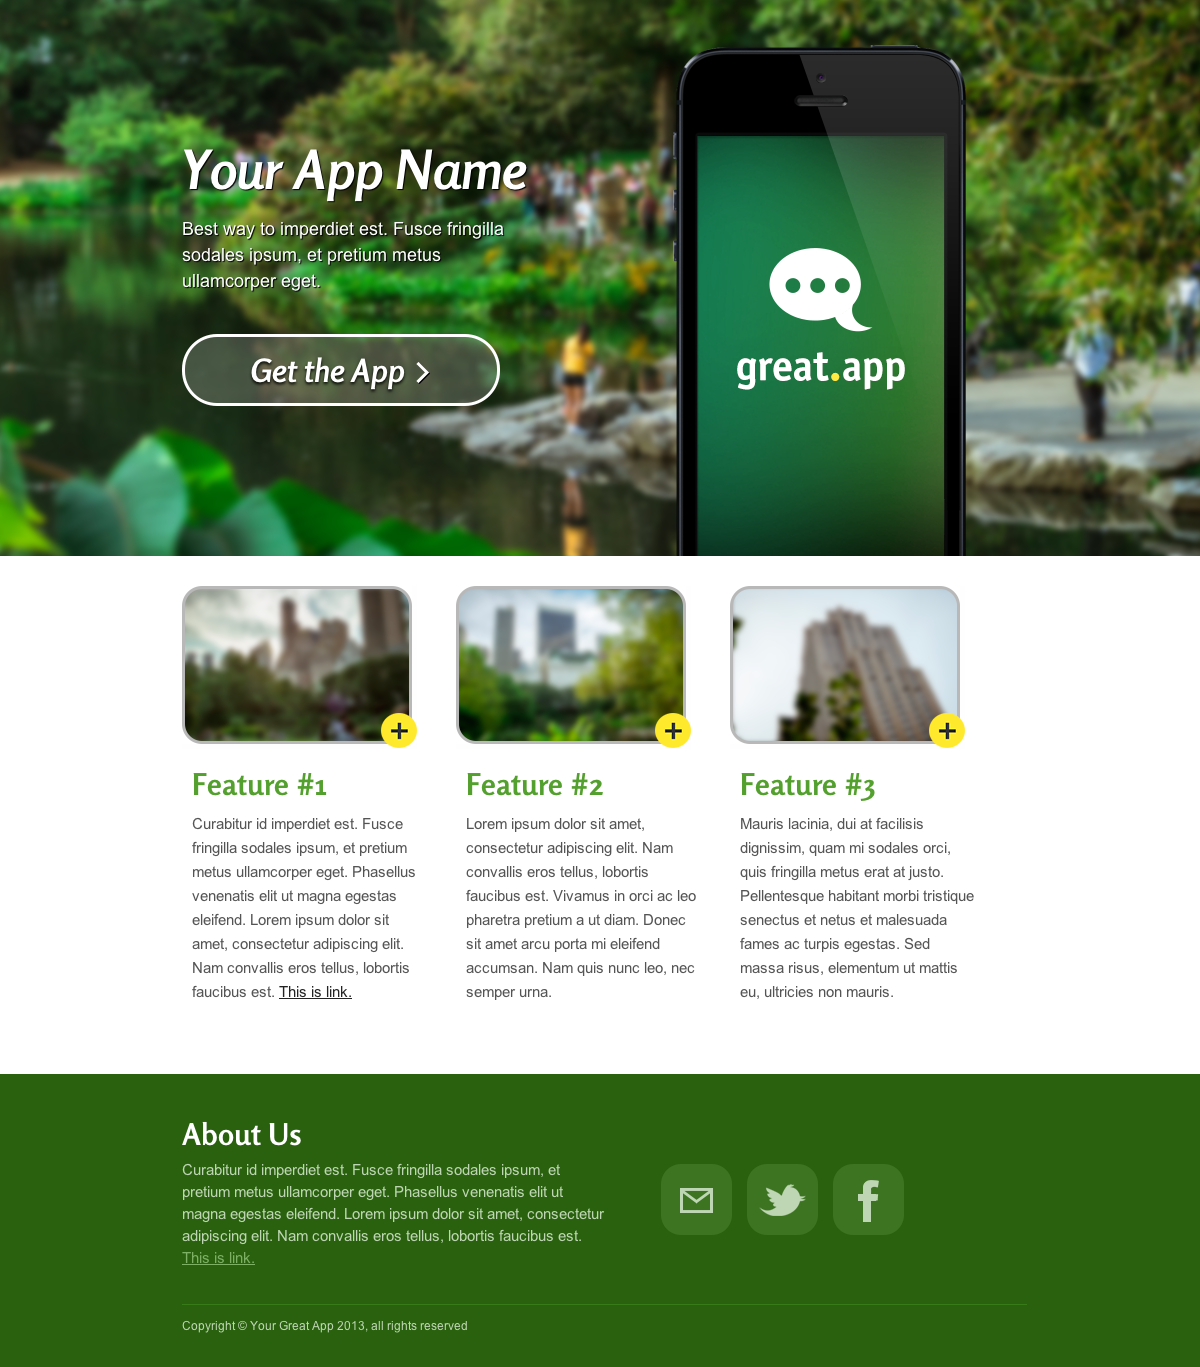 Your App Name
Best way to imperdiet est. Fusce fringilla
sodales ipsum, et pretium metus
ullamcorper eget.
Get the App
great.app
Feature #1
Curabitur id imperdiet est. Fusce
fringilla sodales ipsum, et pretium
metus ullamcorper eget. Phasellus
venenatis elit ut magna egestas
eleifend. Lorem ipsum dolor sit
amet, consectetur adipiscing elit.
Nam convallis eros tellus, lobortis
faucibus est. This is link.
Feature #2
Lorem ipsum dolor sit amet,
consectetur adipiscing elit. Nam
convallis eros tellus, lobortis
faucibus est. Vivamus in orci ac leo
pharetra pretium a ut diam. Donec
sit amet arcu porta mi eleifend
accumsan. Nam quis nunc leo, nec
semper urna.
Feature #3
Mauris lacinia, dui at facilisis
dignissim, quam mi sodales orci,
quis fringilla metus erat at justo.
Pellentesque habitant morbi tristique
senectus et netus et malesuada
fames ac turpis egestas. Sed
massa risus, elementum ut mattis
eu, ultricies non mauris.
About Us
Curabitur id imperdiet est. Fusce fringilla sodales ipsum, et
pretium metus ullamcorper eget. Phasellus venenatis elit ut
magna egestas eleifend. Lorem ipsum dolor sit amet, consectetur
adipiscing elit. Nam convallis eros tellus, lobortis faucibus est.
This is link.
Copyright © Your Great App 2013, all rights reserved